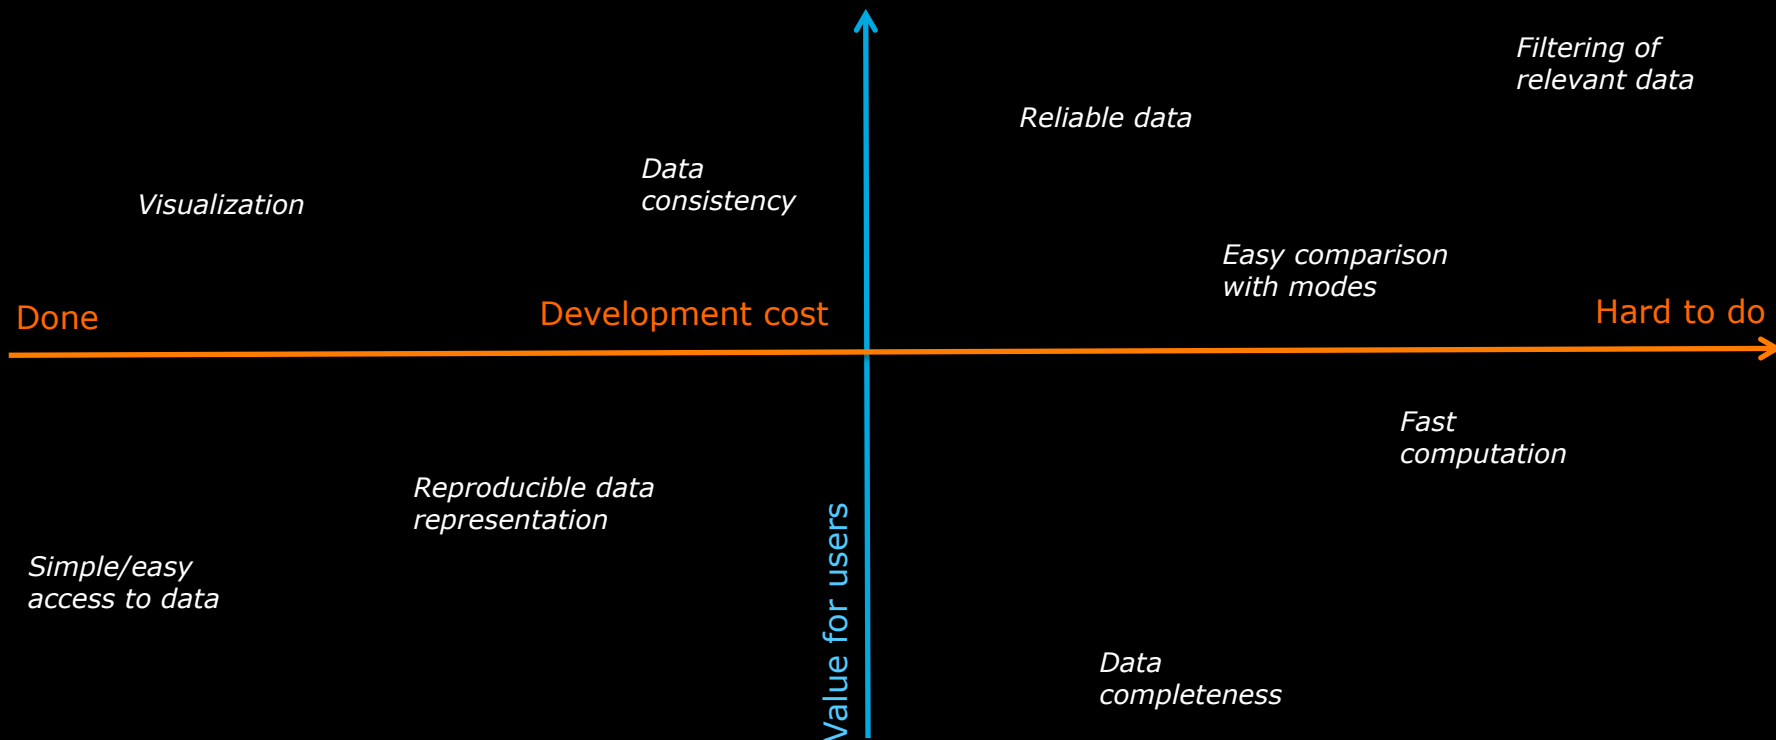 Filtering of
relevant data
Reliable data
Data
consistency
Visualization
Easy comparison
with modes
Done
Development cost
Hard to do
Fast
computation
Reproducible data
representation
Simple/easy
access to data
Value for users
Data
completeness